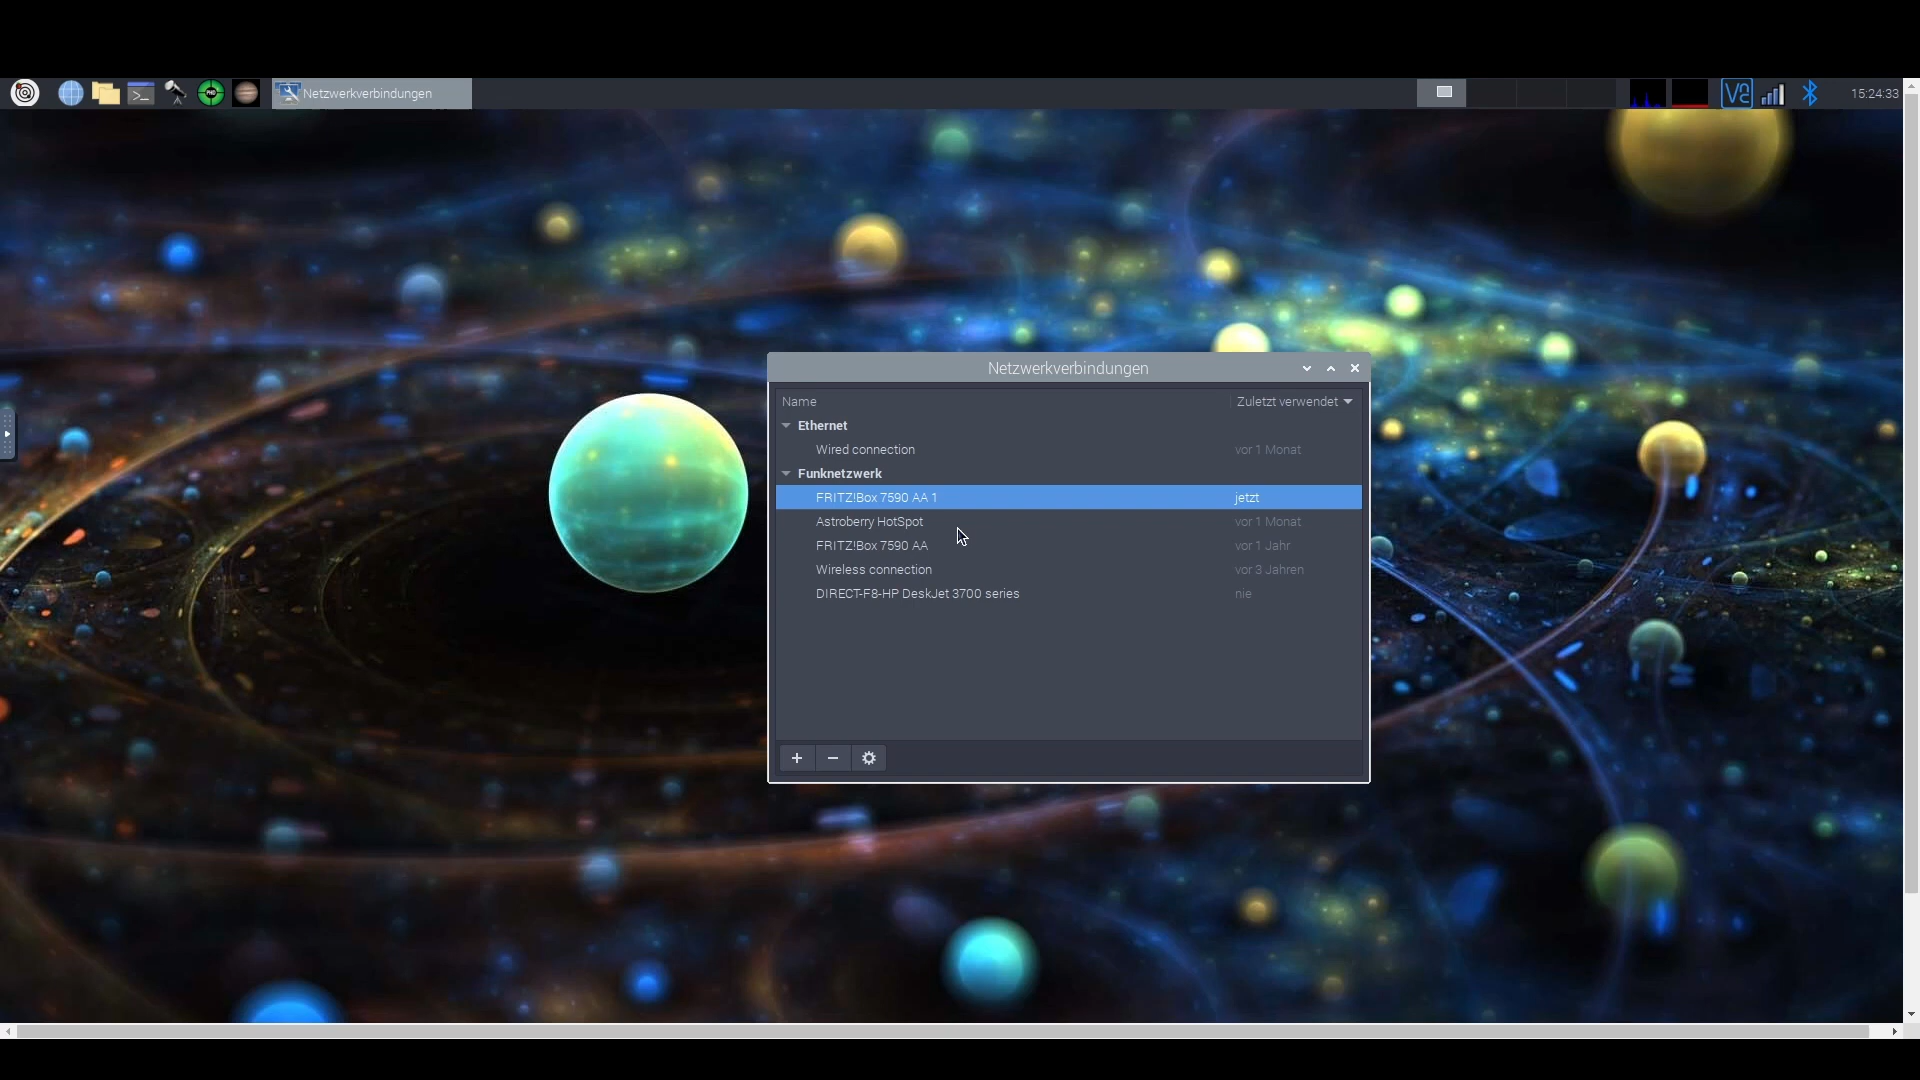 Netzwerkverbindungen
15:24:33
Netzwerkverbindungen
Name Zuletzt verwendet
Ethernet
Wired connection vor 1 Monat
Funknetzwerk
FRITZ!Box 7590 AA 1 jetzt
Astroberry HotSpot vor 1 Monat
FRITZ!Box 7590 AA vor 1 Jahr
Wireless connection vor 3 Jahren
DIRECT-F8-HP DeskJet 3700 series nie